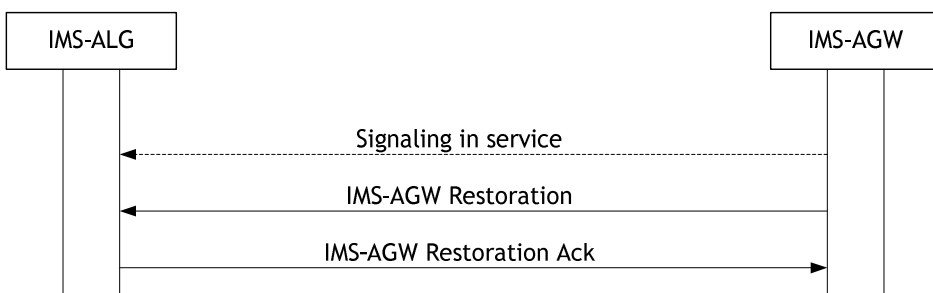 IMS-ALG
IMS-AGW
Signaling in service
IMS-AGW Restoration
IMS-AGW Restoration Ack